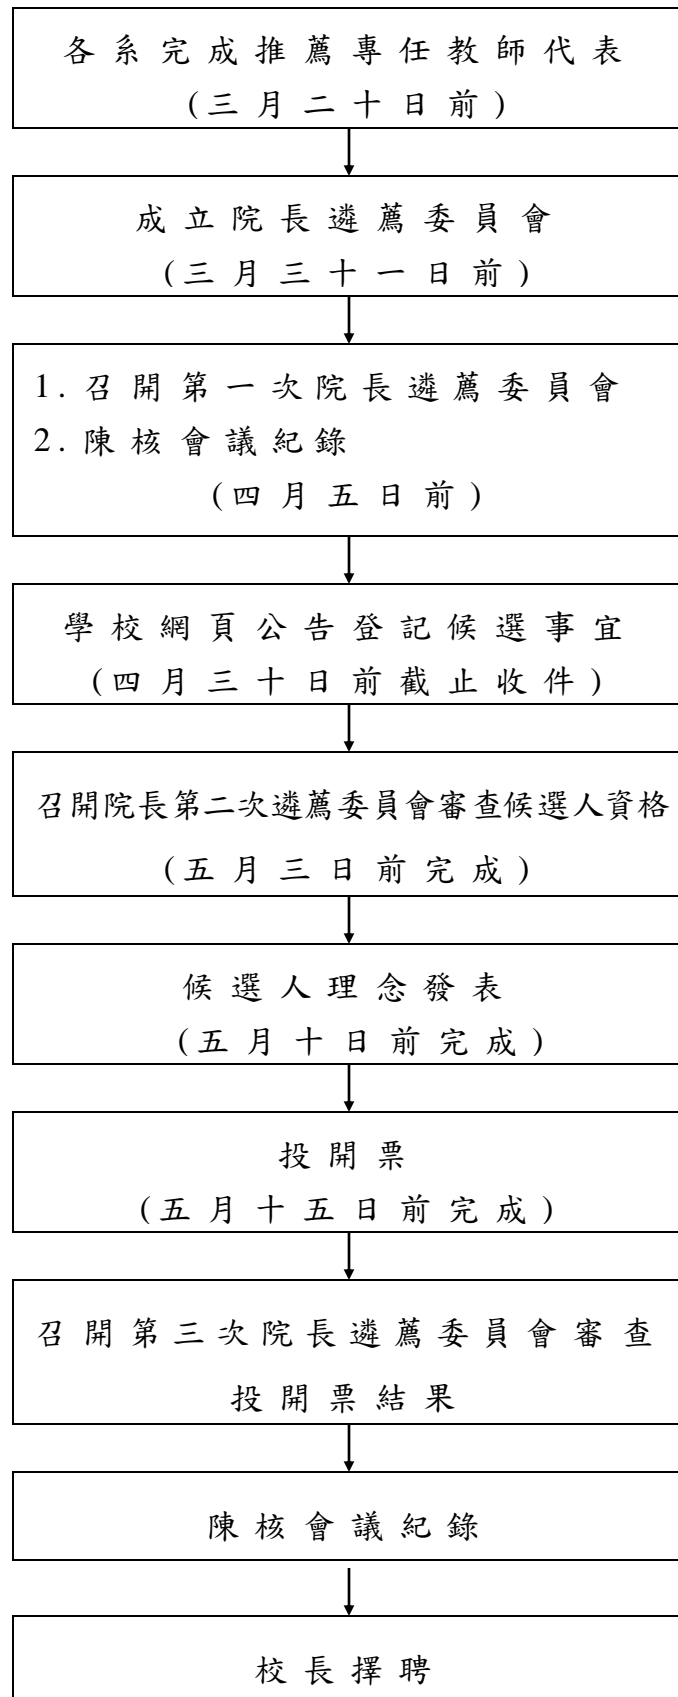 各系完成推薦專任教師代表
(三月二十日前)
成立院長遴薦委員會
(三月三十一日前)
1.召開第一次院長遴薦委員會
2.陳核會議紀錄
(四月五日前)
學校網頁公告登記候選事宜
(四月三十日前截止收件)
召開院長第二次遴薦委員會審查候選人資格
(五月三日前完成)
候選人理念發表
(五月十日前完成)
投開票
(五月十五日前完成)
召開第三次院長遴薦委員會審查
投開票結果
陳核會議紀錄
校長擇聘